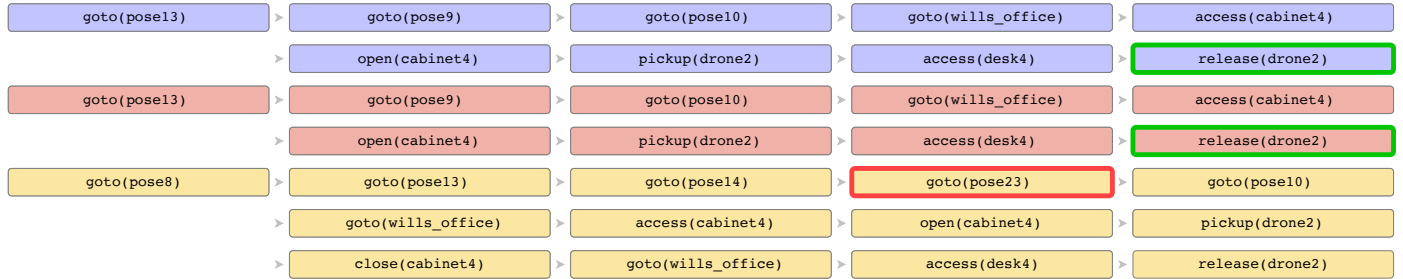 goto(pose13) goto(pose9) goto(pose10) goto(wills_office) access(cabinet4)
open(cabinet4) pickup(drone2) access(desk4) release(drone2)
goto(pose13) goto(pose9) goto(pose10) goto(wills_office) access(cabinet4)
open(cabinet4) pickup(drone2) access(desk4) release(drone2)
goto(pose8) goto(pose13) goto(pose14) goto(pose23) goto(pose10)
goto(wills_office) access(cabinet4) open(cabinet4) pickup(drone2)
close(cabinet4) goto(wills_office) access(desk4) release(drone2)